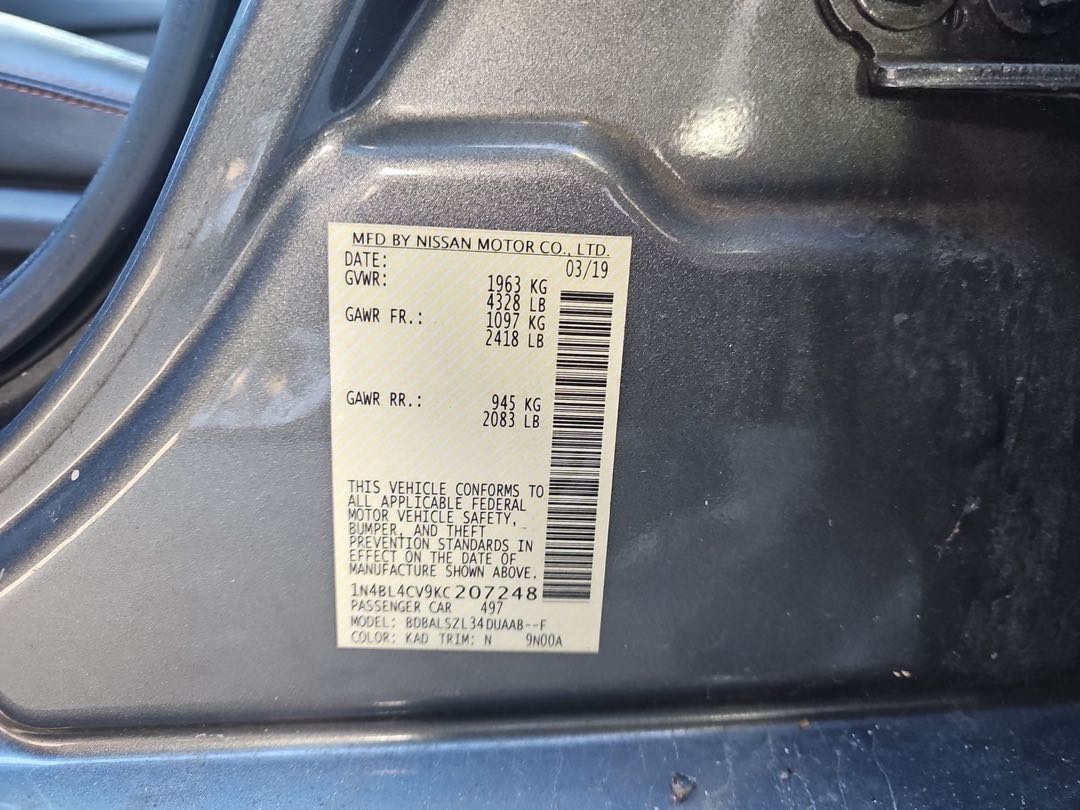 MFD BY NISSAN MOTOR CO., LTD.
DATE: 03/19
GVWR: 1963 KG
4328 LB
GAWR FR.: 1097 KG
2418 LB
GAWR RR.: 945 KG
2083 LB
THIS VEHICLE CONFORMS TO
ALL APPLICABLE FEDERAL
MOTOR VEHICLE SAFETY,
BUMPER, AND THEFT
PREVENTION STANDARDS IN
EFFECT ON THE DATE OF
MANUFACTURE SHOWN ABOVE.
1N4BL4CV9KC207248
PASSENGER CAR 497
MODEL: BDBALSZL34DUAAB--F
COLOR: KAD TRIM: N 9N00A